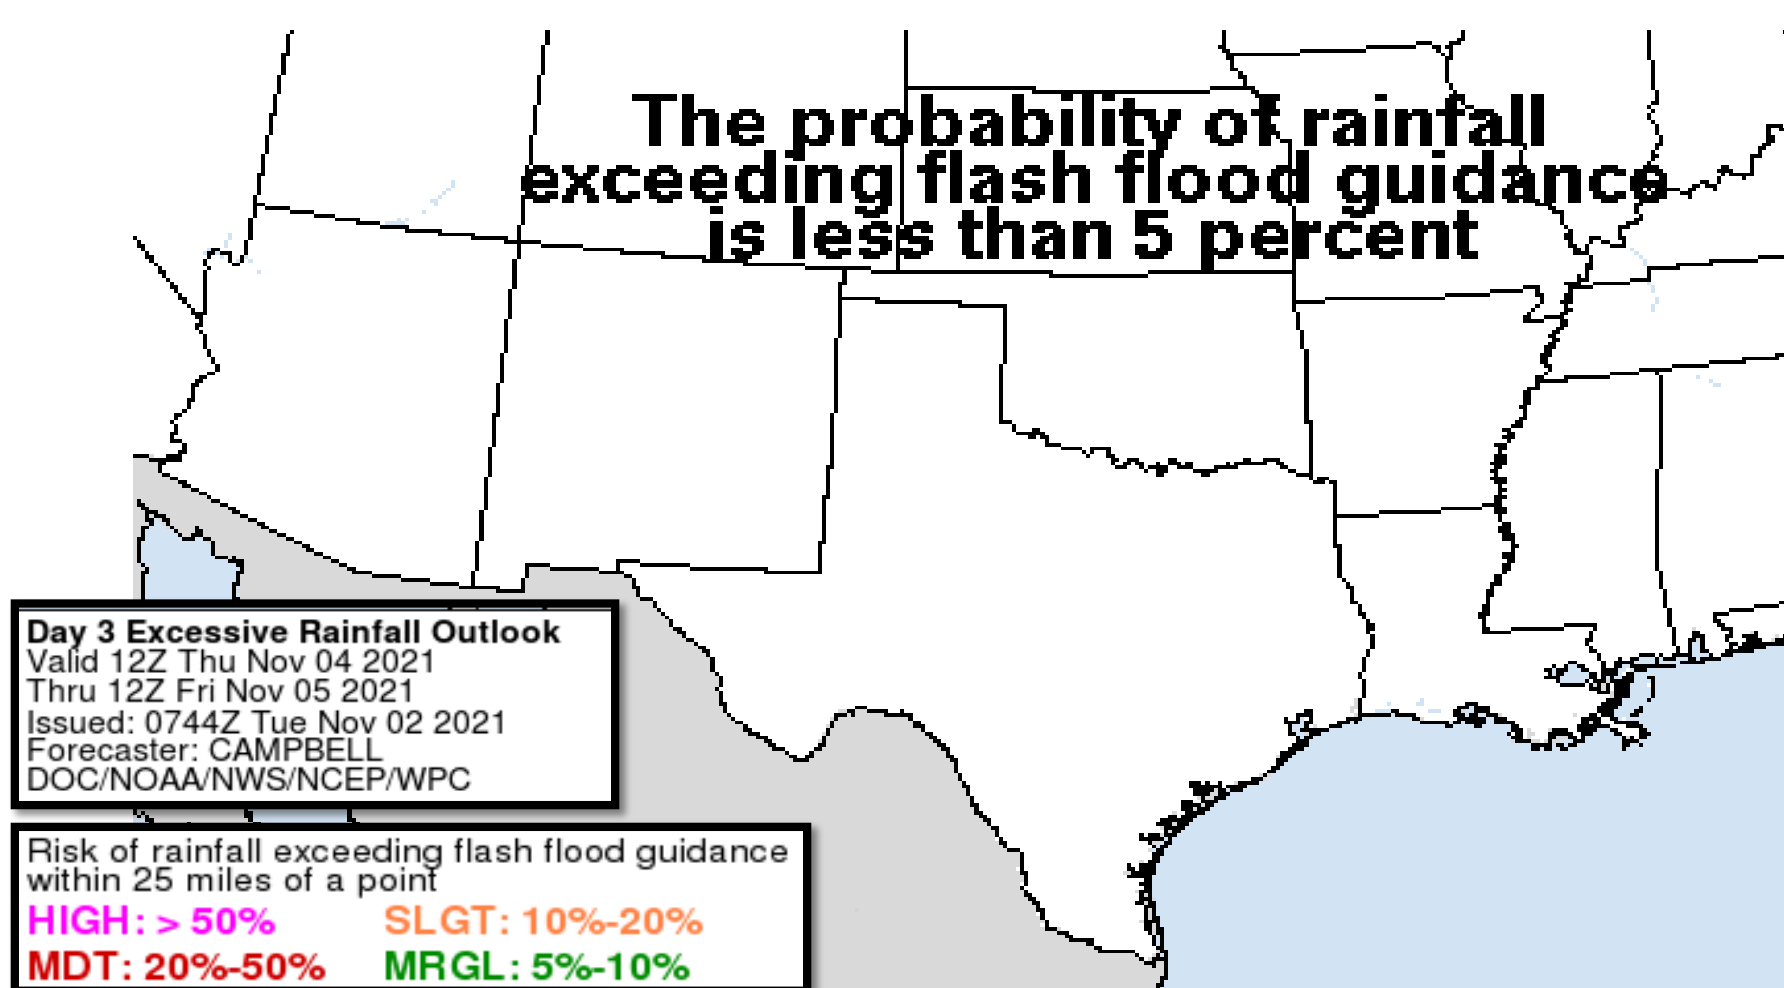 The probability of rainfall
exceeding flash flood guidance
is less than 5 percent
Day 3 Excessive Rainfall Outlook
Valid 12Z Thu Nov 04 2021
Thru 12Z Fri Nov 05 2021
Issued: 0744Z Tue Nov 02 2021
Forecaster: CAMPBELL
DOC/NOAA/NWS/NCEP/WPC
Risk of rainfall exceeding flash flood guidance
within 25 miles of a point
HIGH: > 50% SLGT: 10%-20%
MDT: 20%-50% MRGL: 5%-10%